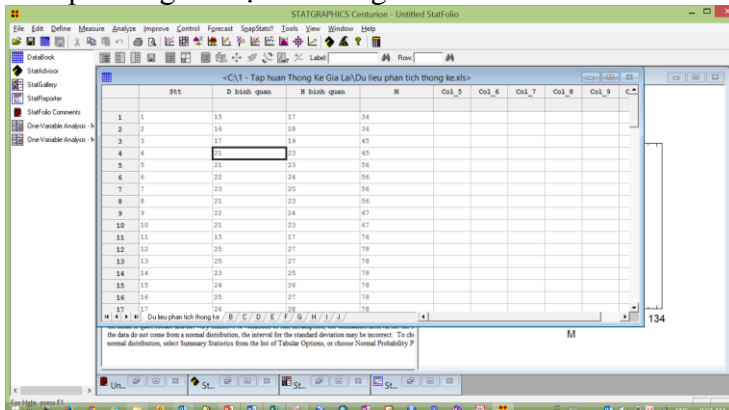 STATGRAPHICS Centurion - Untitled StatFolio
File Edit Define Measure Analyze Improve Control Forecast SnapStats!! Tools View Window Help
Label: Row:
DataBook
StatAdvisor
StatGallery
StatReporter
StatFolio Comments
One-Variable Analysis - M
One-Variable Analysis - M
<C:\1 - Tap huan Thong Ke Gia Lai\Du lieu phan tich thong ke.xls>
Stt D binh quan H binh quan M Col_5 Col_6 Col_7 Col_8 Col_9 C
1 1 15 17 34
2 2 16 18 34
3 3 17 19 45
4 4 21 23 45
5 5 21 23 56
6 6 22 24 56
7 7 23 25 56
8 8 21 23 56
9 9 22 24 67
10 10 21 23 67
11 11 15 17 76
12 12 25 27 78
13 13 25 27 78
14 14 23 25 78
15 15 24 26 78
16 16 25 27 78
17 17 26 28 78
Du lieu phan tich thong ke / B / C / D / E / F / G / H / I / J /
134
M
the data do not come from a normal distribution, the interval for the standard deviation may be incorrect. To ch
normal distribution, select Summary Statistics from the list of Tabular Options, or choose Normal Probability P
Un... St... St... St...
For Help, press F1